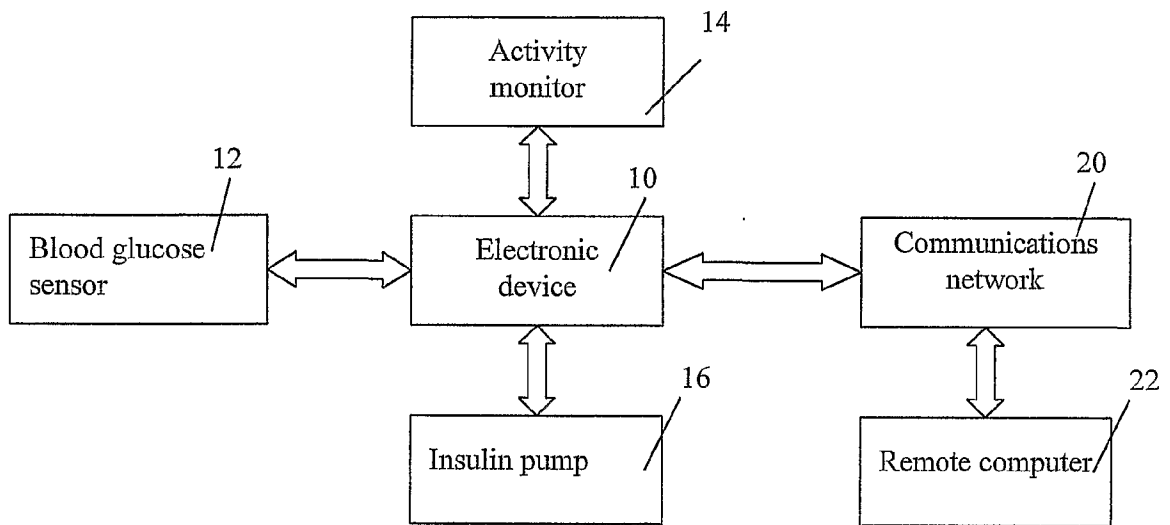 14
Activity
monitor
12
10
20
Blood glucose
sensor
Electronic
device
Communications
network
16
22
Insulin pump
Remote computer